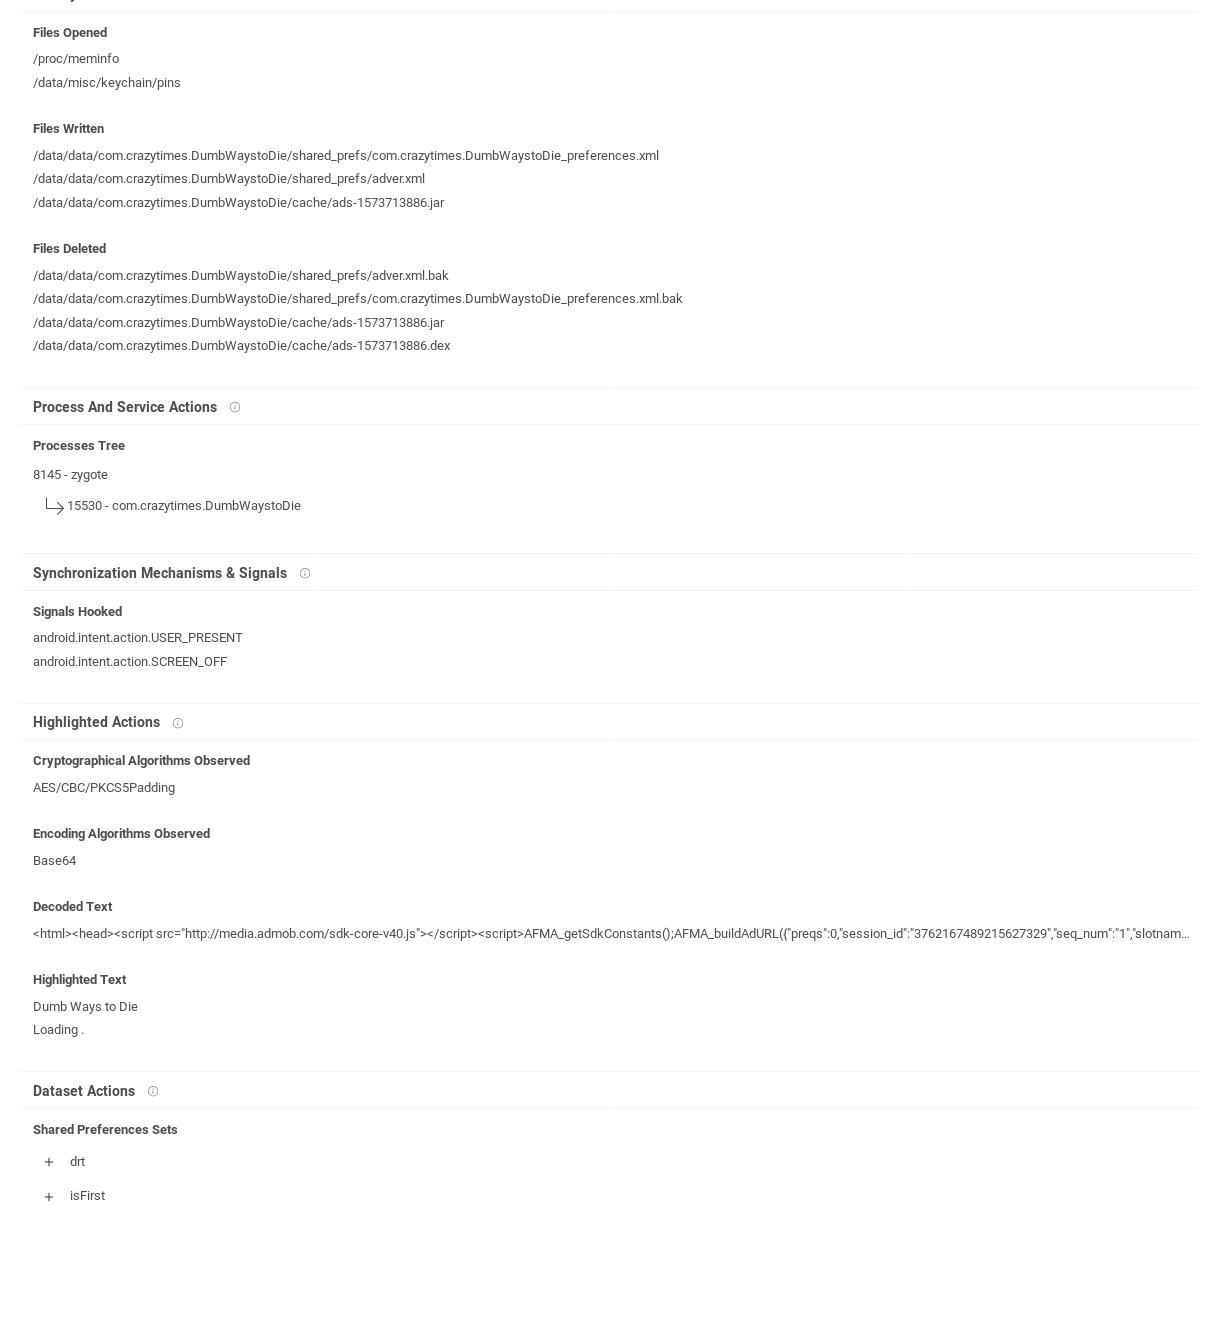 Files Opened
/proc/meminfo
/data/misc/keychain/pins
Files Written
/data/data/com.crazytimes.DumbWaystoDie/shared_prefs/com.crazytimes.DumbWaystoDie_preferences.xml
/data/data/com.crazytimes.DumbWaystoDie/shared_prefs/adver.xml
/data/data/com.crazytimes.DumbWaystoDie/cache/ads-1573713886.jar
Files Deleted
/data/data/com.crazytimes.DumbWaystoDie/shared_prefs/adver.xml.bak
/data/data/com.crazytimes.DumbWaystoDie/shared_prefs/com.crazytimes.DumbWaystoDie_preferences.xml.bak
/data/data/com.crazytimes.DumbWaystoDie/cache/ads-1573713886.jar
/data/data/com.crazytimes.DumbWaystoDie/cache/ads-1573713886.dex
Process And Service Actions
Processes Tree
8145 - zygote
15530 - com.crazytimes.DumbWaystoDie
Synchronization Mechanisms & Signals
Signals Hooked
android.intent.action.USER_PRESENT
android.intent.action.SCREEN_OFF
Highlighted Actions
Cryptographical Algorithms Observed
AES/CBC/PKCS5Padding
Encoding Algorithms Observed
Base64
Decoded Text
<html><head><script src="http://media.admob.com/sdk-core-v40.js"></script><script>AFMA_getSdkConstants();AFMA_buildAdURL({"preqs":0,"session_id":"3762167489215627329","seq_num":"1","slotnam...
Highlighted Text
Dumb Ways to Die
Loading .
Dataset Actions
Shared Preferences Sets
+ drt
+ isFirst